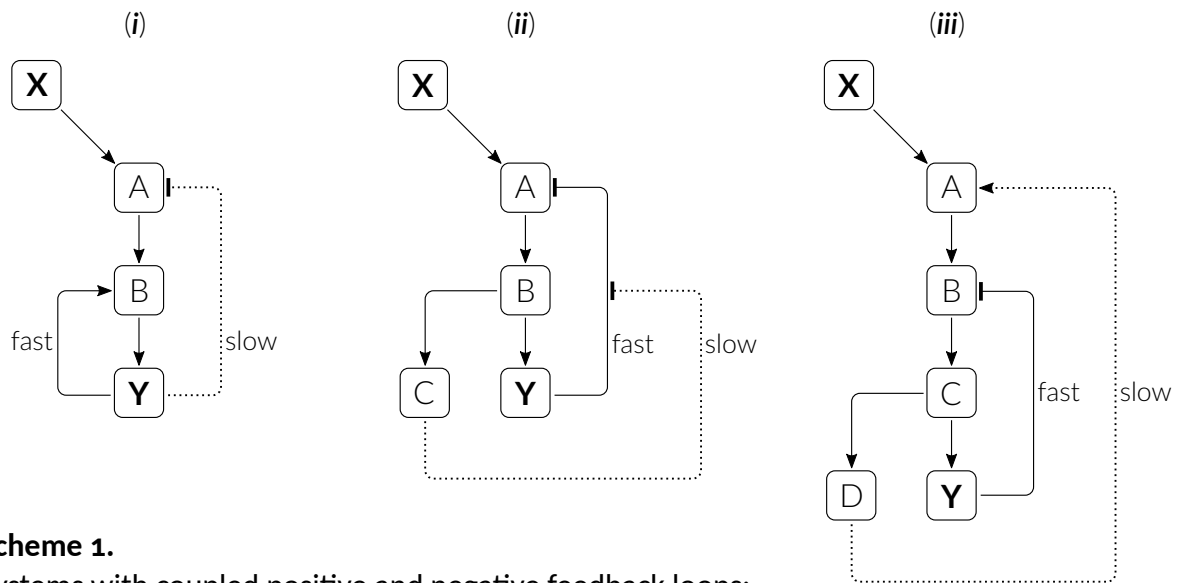 (i) (ii) (iii)
X X X
A A A
B B B
fast slow fast slow fast slow
Y C Y C
D Y
cheme 1.
ystems with coupled positive and negative feedback loops: